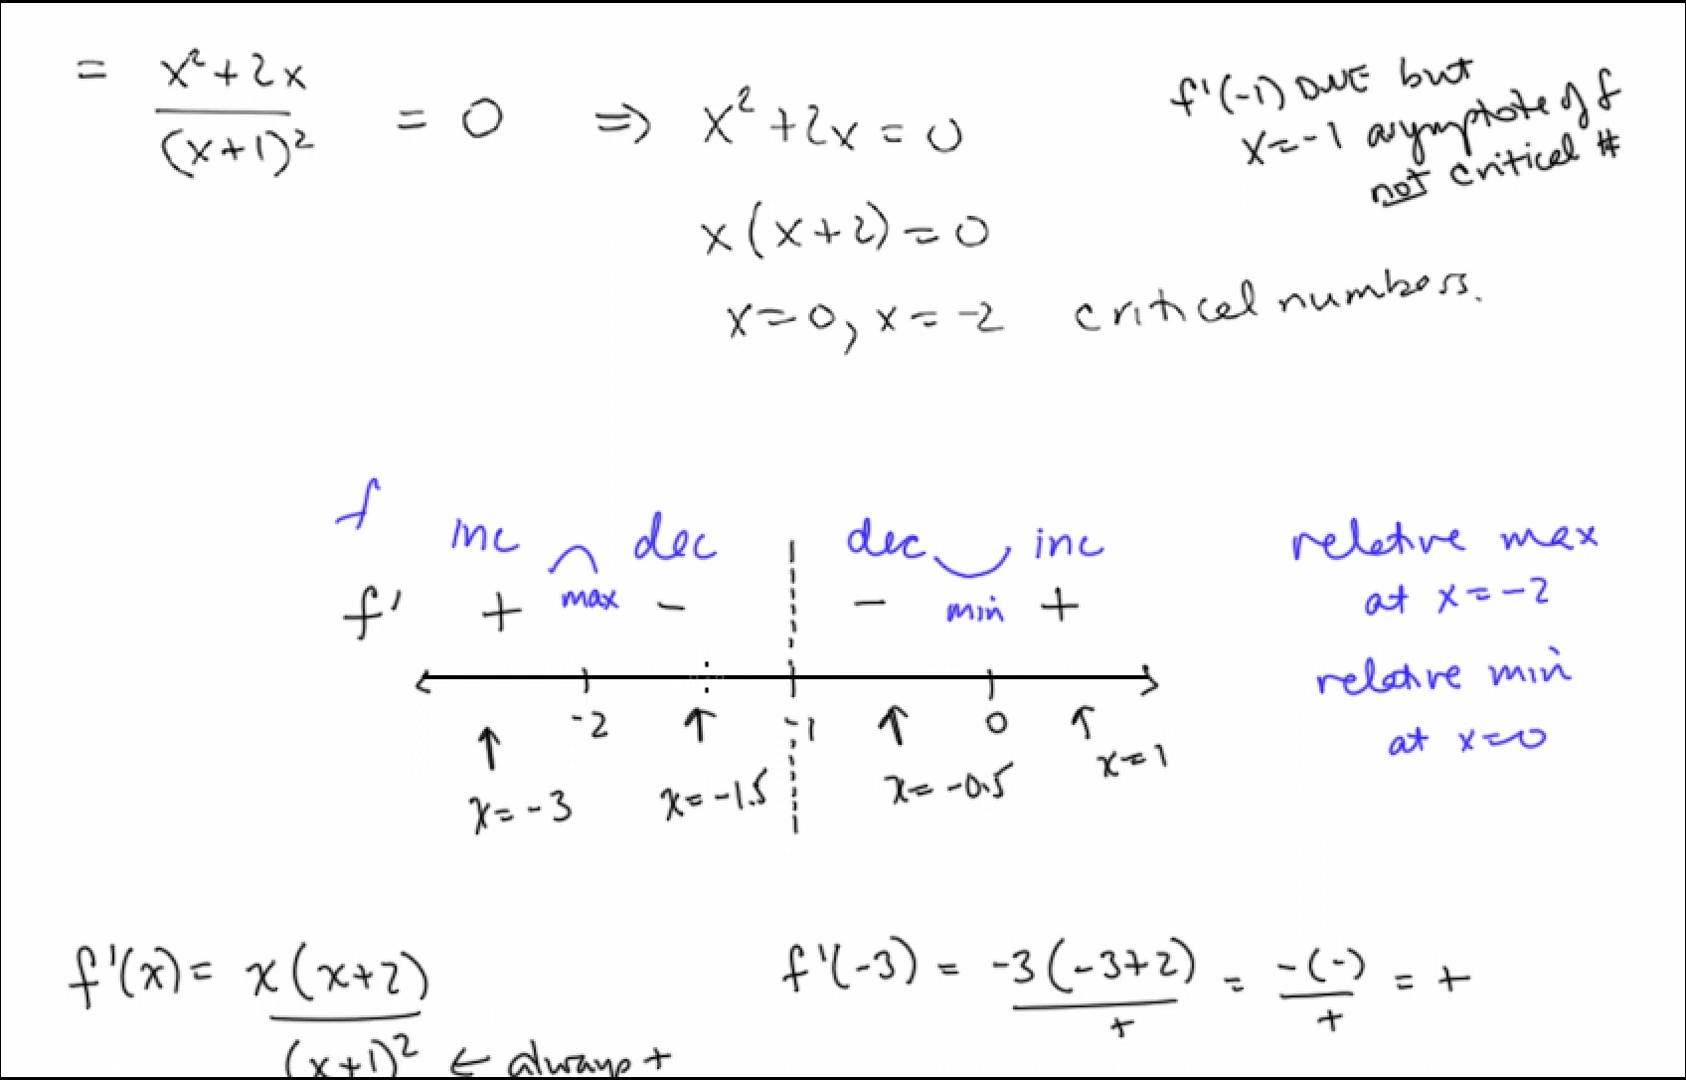 = x²+2x / (x+1)² = 0 ⇒ x²+2x = 0
f'(-1) DNE but
x=-1 asymptote of f
not critical #
x(x+2) = 0
x=0, x=-2 critical numbers.
f inc max dec dec min inc
f' + - - +
-2 -1 0
x=-3 x=-1.5 x=-0.5 x=1
relative max
at x=-2
relative min
at x=0
f'(x) = x(x+2) / (x+1)² ← always +
f'(-3) = -3(-3+2) / + = -(-) / + = +